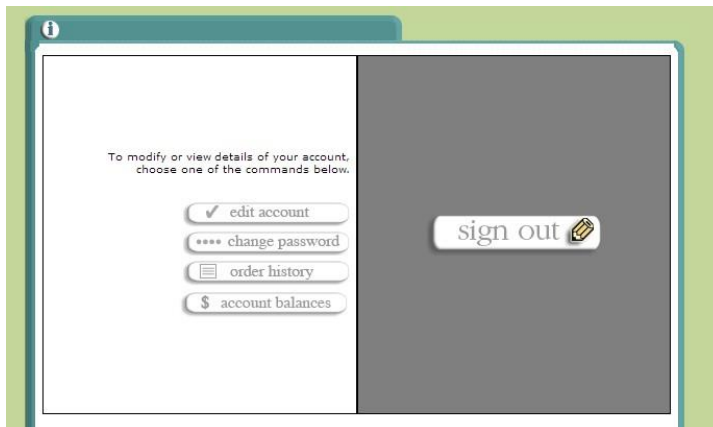 To modify or view details of your account,
choose one of the commands below.
edit account
change password
order history
$ account balances
sign out